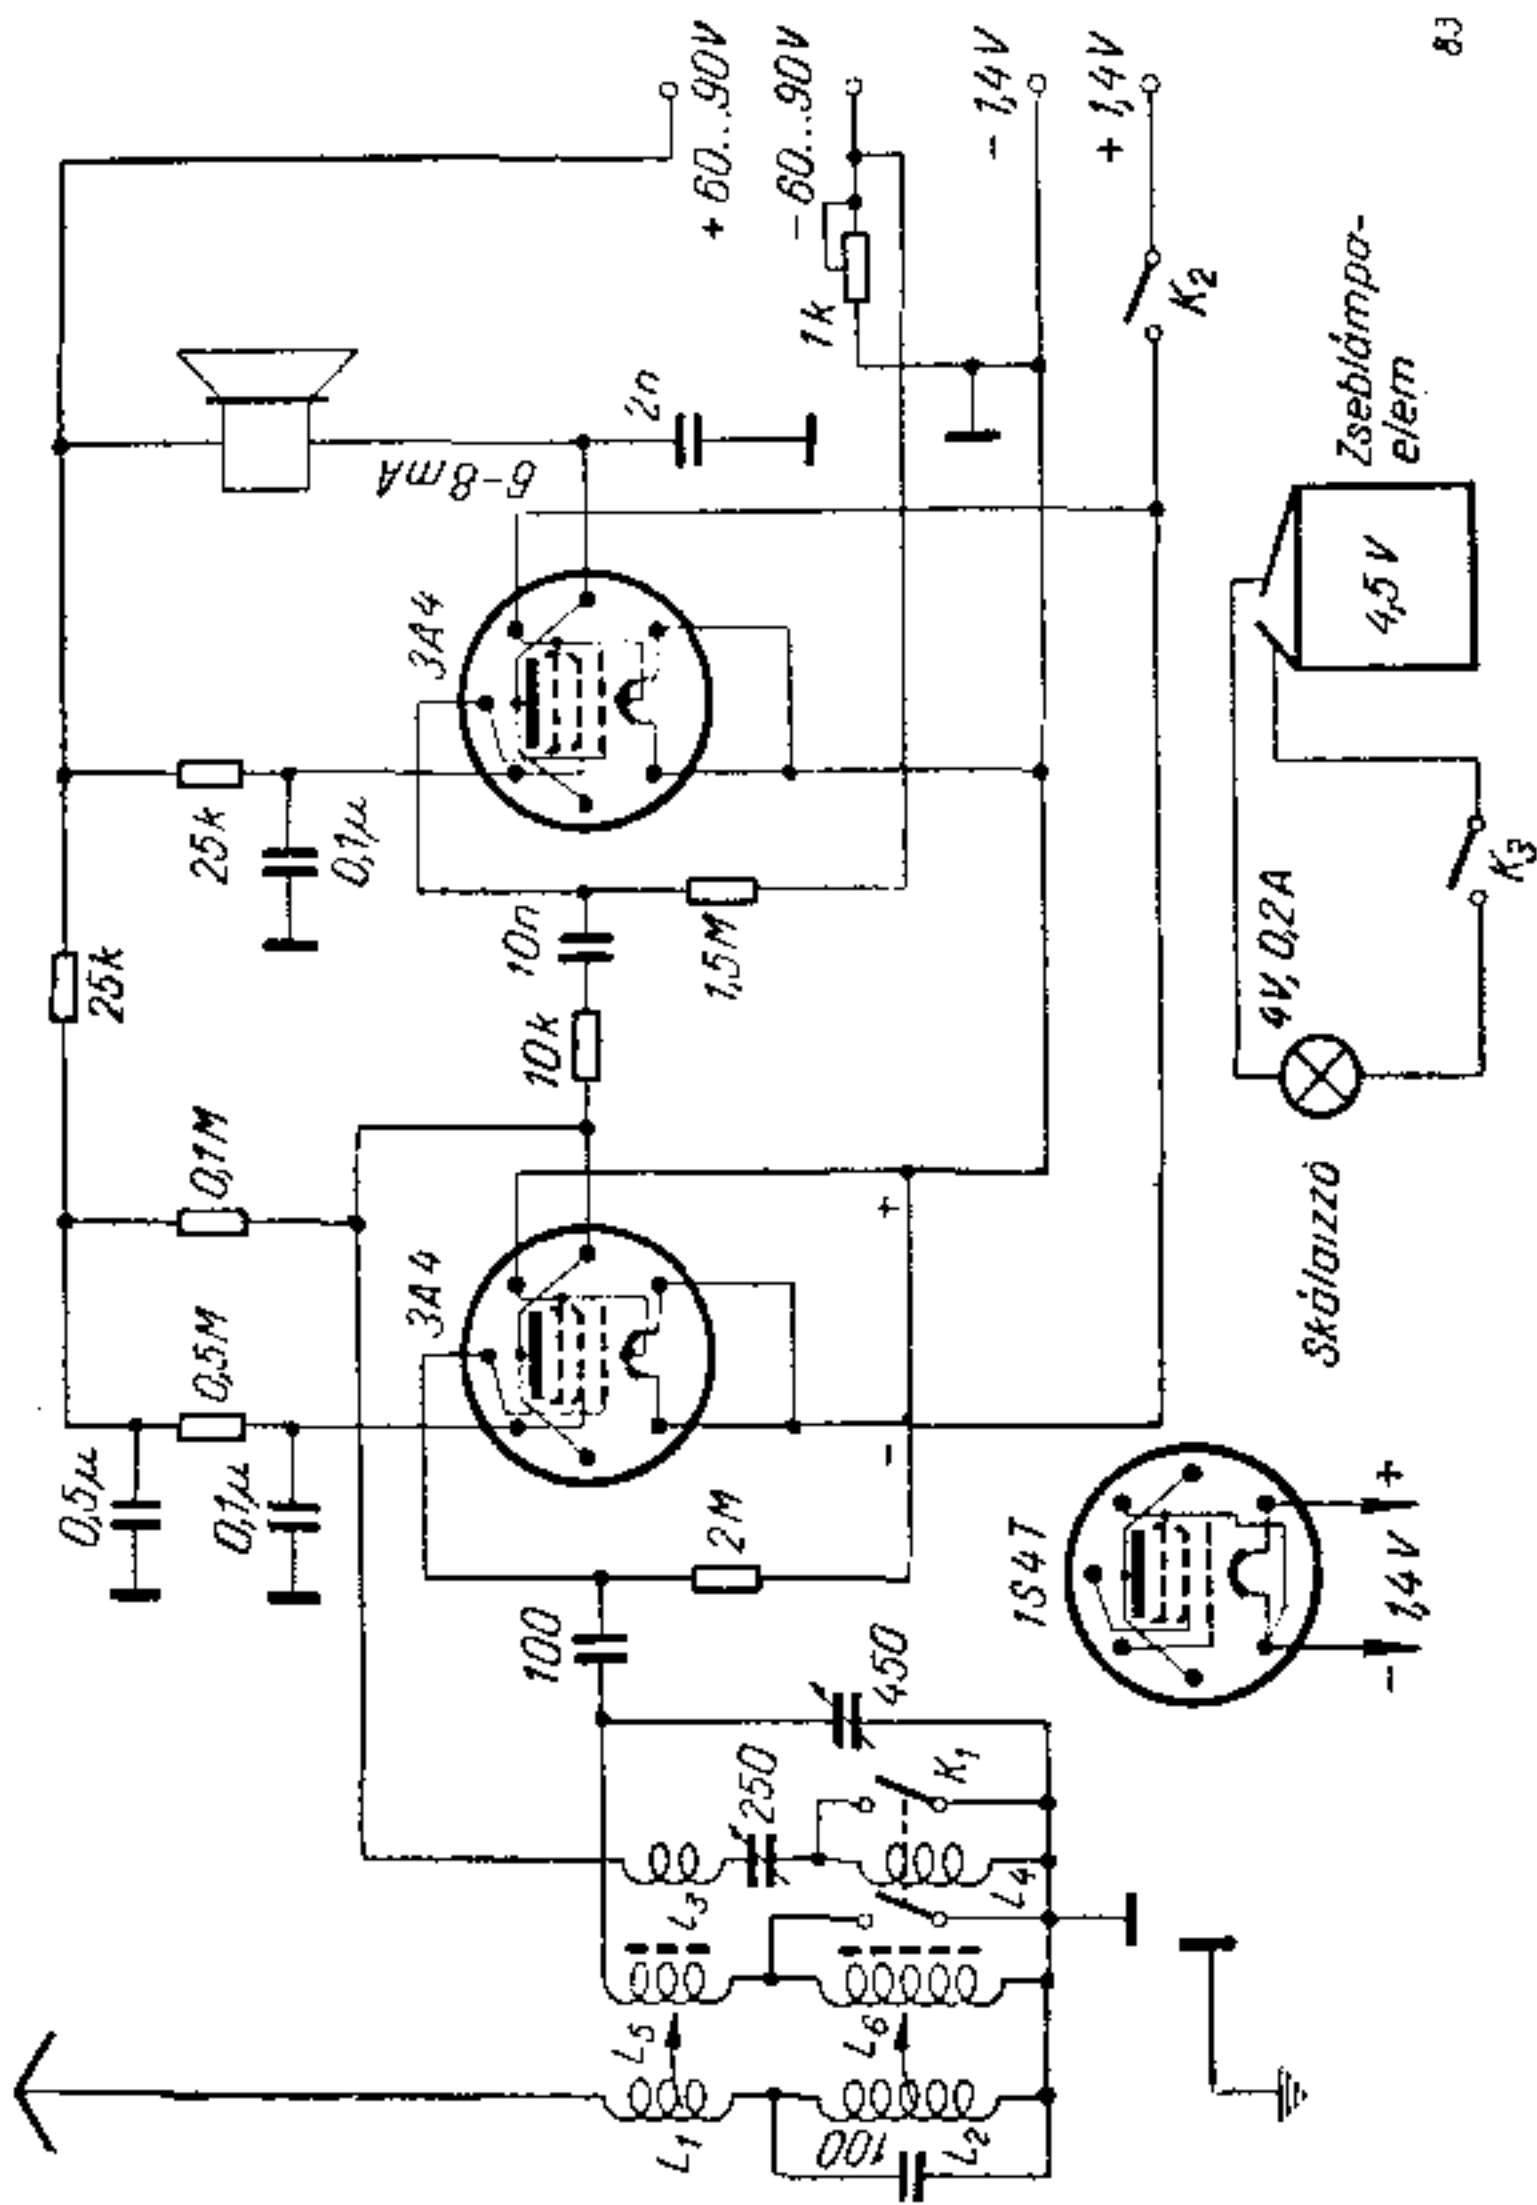 0,5μ
0,5M
0,1M
25k
25k
0,1μ
0,1μ
3A4
3A4
6-8mA
+60...90V
-60...90V
2n
1k
100
2M
10k
10n
1,5M
- 1,4V
+ 1,4V
-
+
K2
L1
L5
L3
250
450
K1
100
L2
L6
L4
1S4T
-
1,4V
+
Skálaizzó
4V, 0,2A
K3
4,5V
Zseblámpa-
elem
83